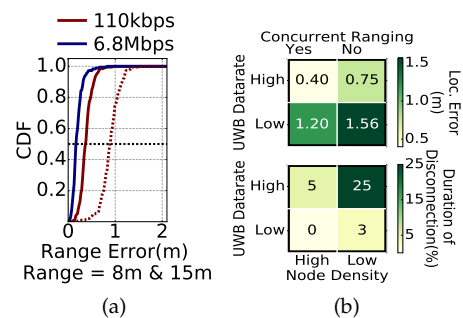 110kbps
6.8Mbps
CDF
1.0
0.8
0.6
0.4
0.2
0 1 2
Range Error(m)
Range = 8m & 15m
(a)
Concurrent Ranging
Yes No
UWB Datarate
High 0.40 0.75
Low 1.20 1.56
1.5
1.0
0.5
Loc. Error
(m)
UWB Datarate
High 5 25
Low 0 3
High Low
Node Density
25
15
5
Duration of
Disconnection(%)
(b)